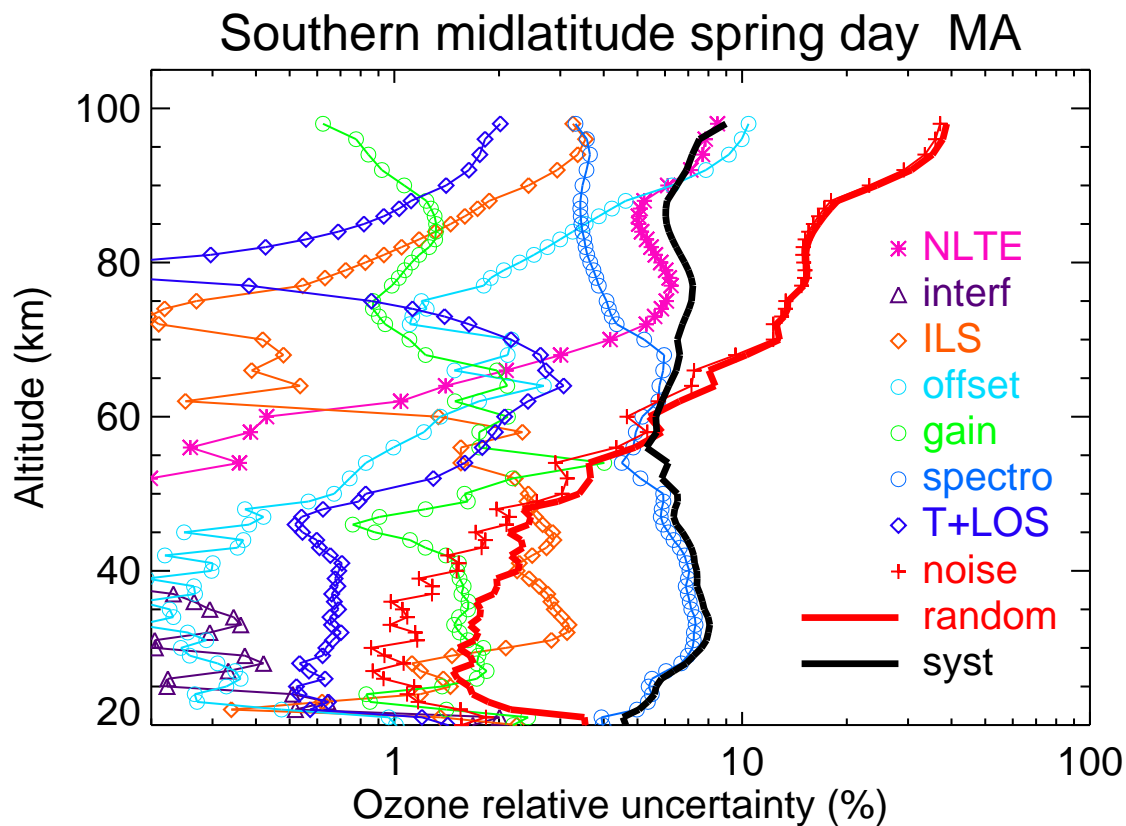 Southern midlatitude spring day MA
100
80
60
40
20
Altitude (km)
NLTE
interf
ILS
offset
gain
spectro
T+LOS
noise
random
syst
1
10
100
Ozone relative uncertainty (%)